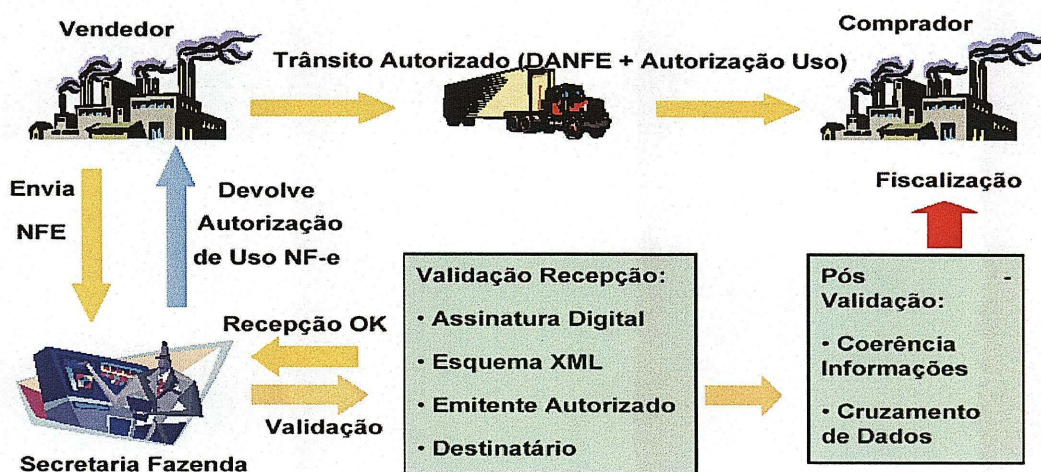 Vendedor
Comprador
Trânsito Autorizado (DANFE + Autorização Uso)
Envia
NFE
Devolve
Autorização
de Uso NF-e
Fiscalização
Recepção OK
Validação
Secretaria Fazenda
Validação Recepção:
• Assinatura Digital
• Esquema XML
• Emitente Autorizado
• Destinatário
Pós -
Validação:
• Coerência
Informações
• Cruzamento
de Dados